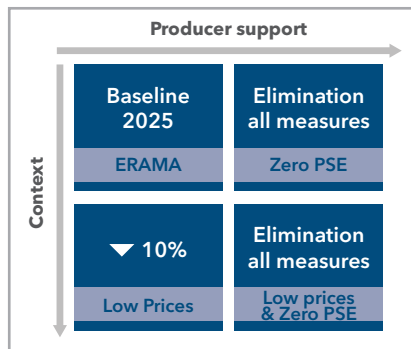 Producer support
Context
Baseline
2025
ERAMA
Elimination
all measures
Zero PSE
▼ 10%
Low Prices
Elimination
all measures
Low prices
& Zero PSE